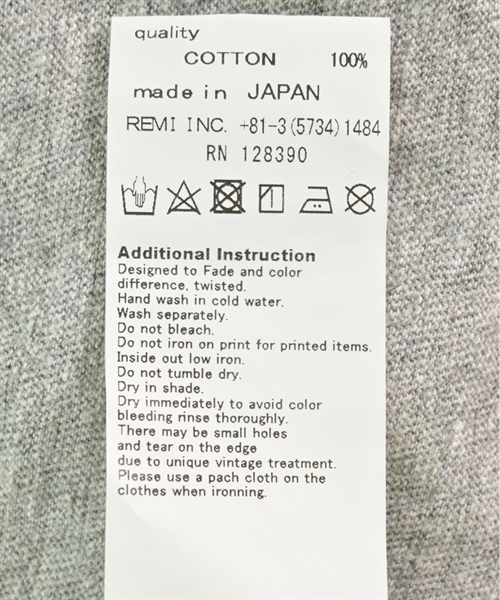 quality
COTTON 100%
made in JAPAN
REMI INC. +81-3(5734)1484
RN 128390
Additional Instruction
Designed to Fade and color
difference, twisted.
Hand wash in cold water.
Wash separately.
Do not bleach.
Do not iron on print for printed items.
Inside out low iron.
Do not tumble dry.
Dry in shade.
Dry immediately to avoid color
bleeding rinse thoroughly.
There may be small holes
and tear on the edge
due to unique vintage treatment.
Please use a pach cloth on the
clothes when ironning.